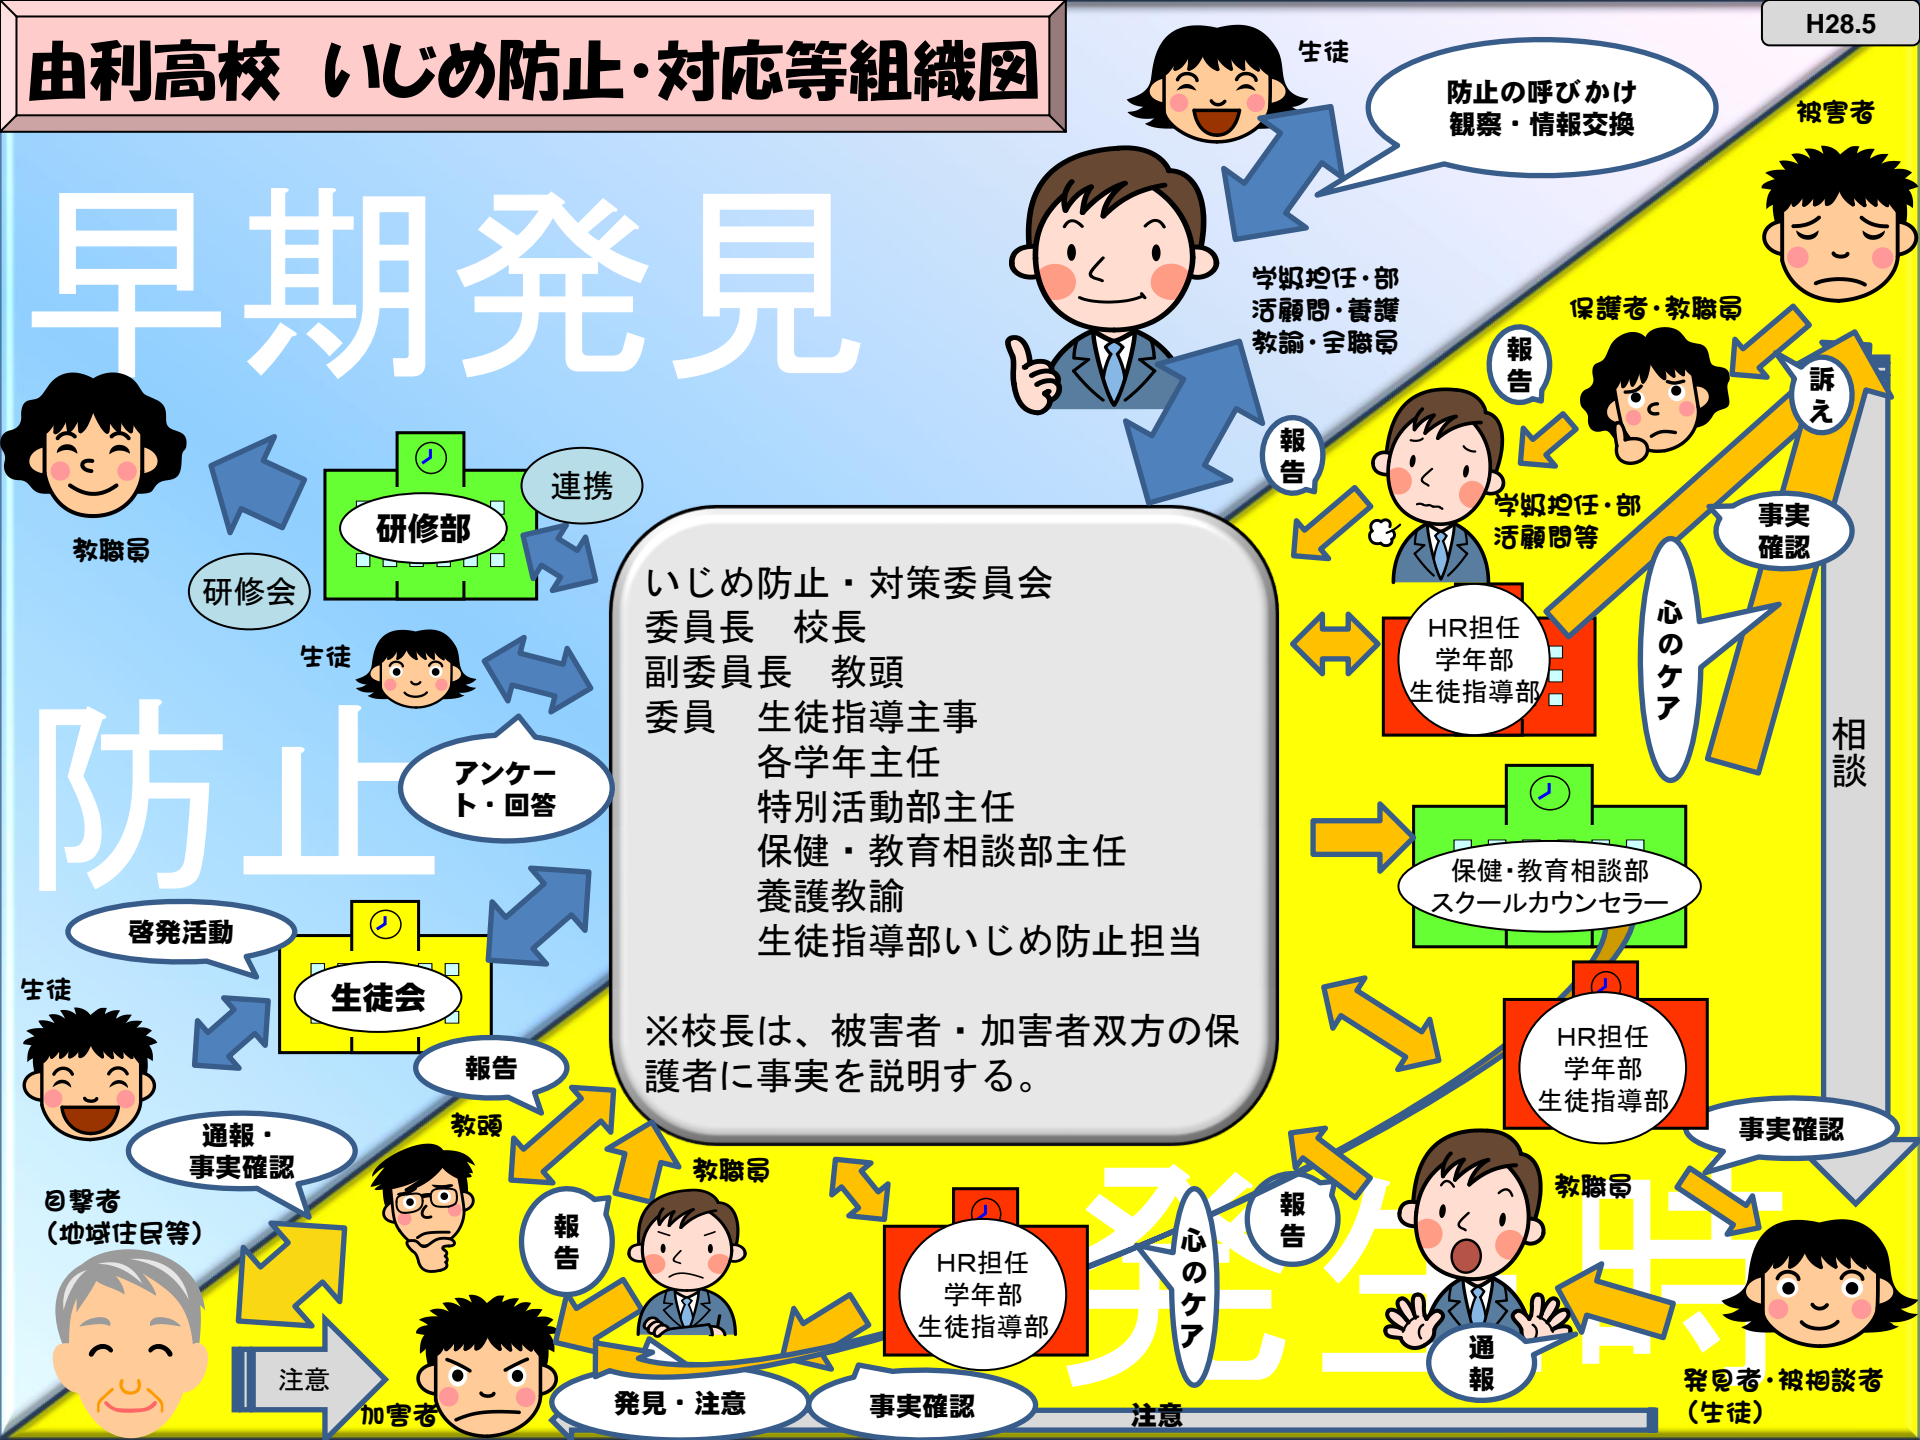 由利高校 いじめ防止・対応等組織図
H28.5
早期発見
防止
発生時
生徒
防止の呼びかけ
観察・情報交換
被害者
学級担任・部
活顧問・養護
教諭・全職員
保護者・教職員
報
告
訴
え
報
告
学級担任・部
活顧問等
事実
確認
教職員
研修部
連携
研修会
生徒
アンケー
ト・回答
いじめ防止・対策委員会
委員長 校長
副委員長 教頭
委員 生徒指導主事
各学年主任
特別活動部主任
保健・教育相談部主任
養護教諭
生徒指導部いじめ防止担当
※校長は、被害者・加害者双方の保
護者に事実を説明する。
HR担任
学年部
生徒指導部
心のケア
相談
保健・教育相談部
スクールカウンセラー
啓発活動
生徒会
生徒
報告
教頭
通報・
事実確認
目撃者
（地域住民等）
HR担任
学年部
生徒指導部
事実確認
教職員
教職員
報
告
HR担任
学年部
生徒指導部
心のケア
報
告
通
報
発見者・被相談者
（生徒）
注意
加害者
発見・注意
事実確認
注意